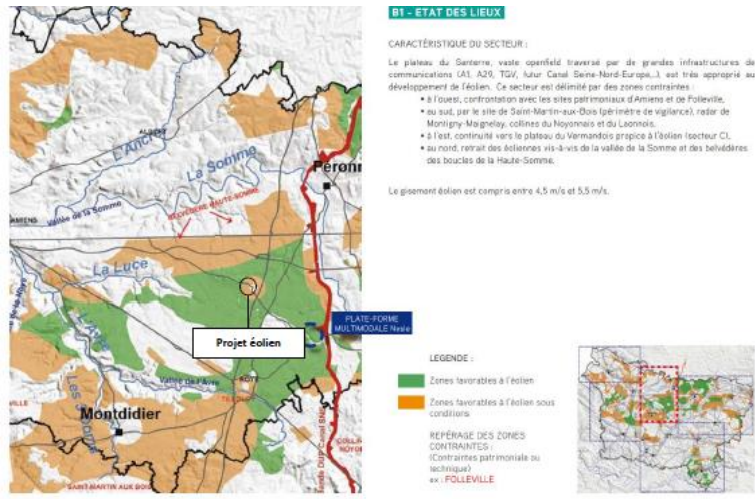 B1 - ETAT DES LIEUX
CARACTÉRISTIQUE DU SECTEUR :
Le plateau du Santerre, vaste openfield traversé par de grandes infrastructures de
communications (A1, A29, TGV, futur Canal Seine-Nord-Europe,..) est très approprié au
développement de l'éolien. Ce secteur est délimité par des zones contraintes :
• à l'ouest, confrontation avec les sites patrimoniaux d'Amiens et de Folleville,
• au sud, par le site de Saint-Martin-aux-Bois (périmètre de vigilance), radar de
Montigny-Maignelay, collines du Noyonnais et du Laonnois,
• à l'est, continuité vers le plateau du Vermandois propice à l'éolien (secteur C),
• au nord, retrait des éoliennes vis-à-vis de la vallée de la Somme et des belvédères
des boucles de la Haute-Somme.
Le gisement éolien est compris entre 4,5 m/s et 5,5 m/s.
L'Ancre
La Somme
Péronn
AMIENS
Vallée de la Somme
BELVÉDÈRE HAUTE-SOMME
La Luce
Projet éolien
PLATE-FORME
MULTIMODALE Nesle
Vallée de l'Avre
ROYE
Montdidier
VILLE
SAINT-MARTIN AUX BOIS
LEGENDE :
Zones favorables à l'éolien
Zones favorables à l'éolien sous
conditions
REPÉRAGE DES ZONES
CONTRAINTES :
(Contraintes patrimoniale ou
technique)
ex : FOLLEVILLE